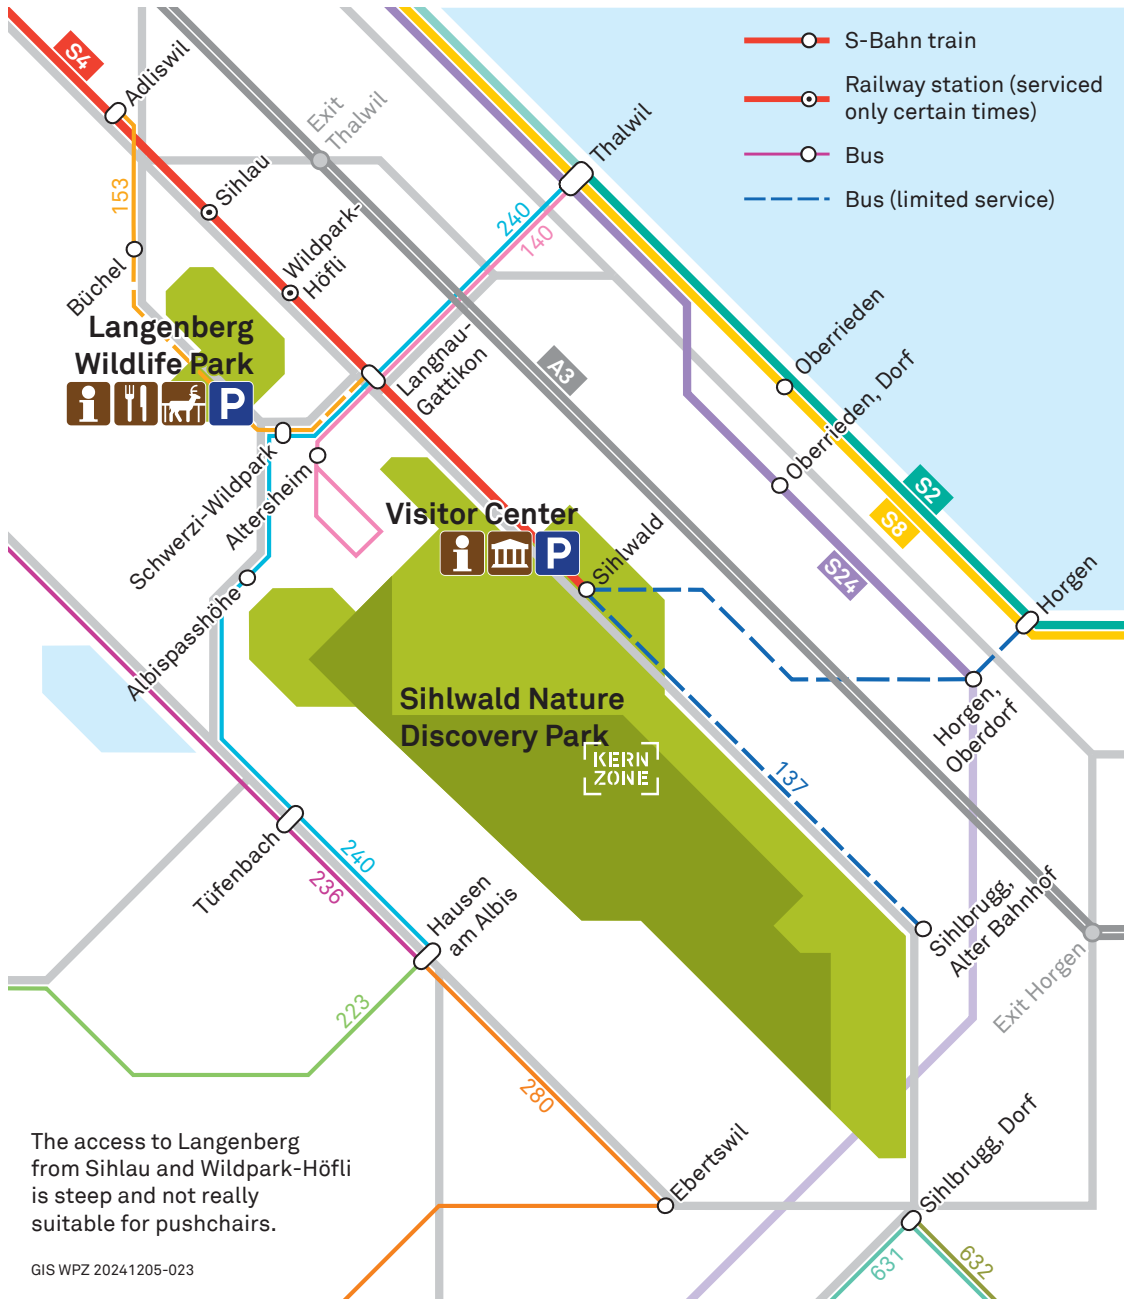 S-Bahn train
Railway station (serviced
only certain times)
Bus
Bus (limited service)
S4
Adliswil
Exit
Thalwil
Thalwil
153
Sihlau
Wildpark-
Höfli
240
140
Büchel
Langenberg
Wildlife Park
i
P
Langnau-
Gattikon
A3
Oberrieden
Oberrieden, Dorf
Schwerzi-Wildpark
Altersheim
S2
S8
S24
Visitor Center
i
P
Sihlwald
Horgen
Albispasshöhe
Sihlwald Nature
Discovery Park
KERN
ZONE
Horgen,
Oberdorf
137
Tüfenbach
240
236
Hausen
am Albis
Sihlbrugg,
Alter Bahnhof
Exit Horgen
223
280
Ebertswil
Sihlbrugg, Dorf
631
632
The access to Langenberg
from Sihlau and Wildpark-Höfli
is steep and not really
suitable for pushchairs.
GIS WPZ 20241205-023